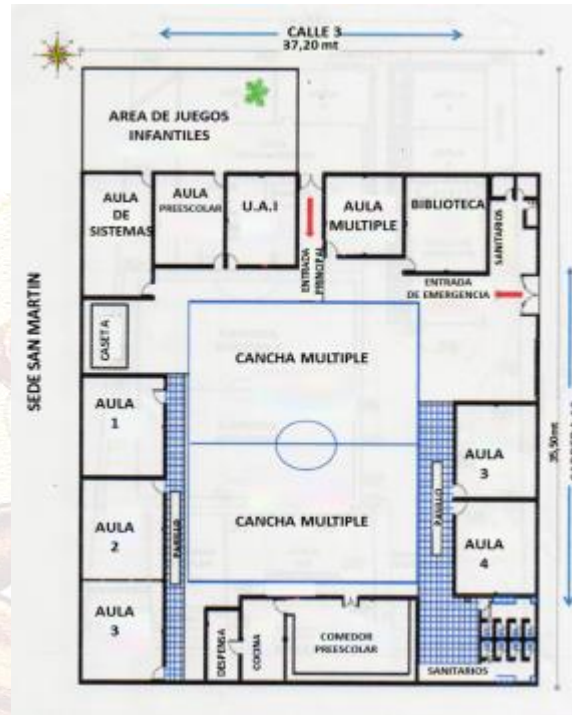 CALLE 3
37,20 mt
AREA DE JUEGOS
INFANTILES
AULA
DE
SISTEMAS
AULA
PREESCOLAR
U.A.I
ENTRADA
PRINCIPAL
AULA
MULTIPLE
BIBLIOTECA
SANITARIOS
ENTRADA
DE EMERGENCIA
SEDE SAN MARTIN
CASETA
CANCHA MULTIPLE
AULA
1
AULA
2
AULA
3
PASILLO
CANCHA MULTIPLE
PASILLO
AULA
3
AULA
4
35,50mt
DESPENSA
COCINA
COMEDOR
PREESCOLAR
SANITARIOS